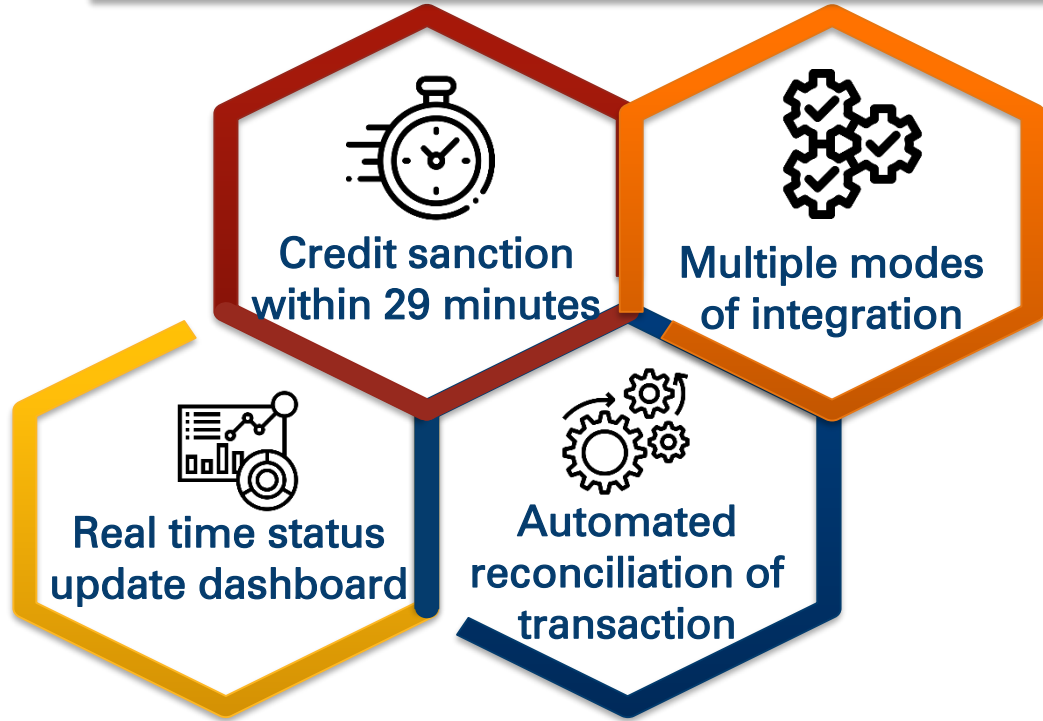 Credit sanction
within 29 minutes
Multiple modes
of integration
Real time status
update dashboard
Automated
reconciliation of
transaction